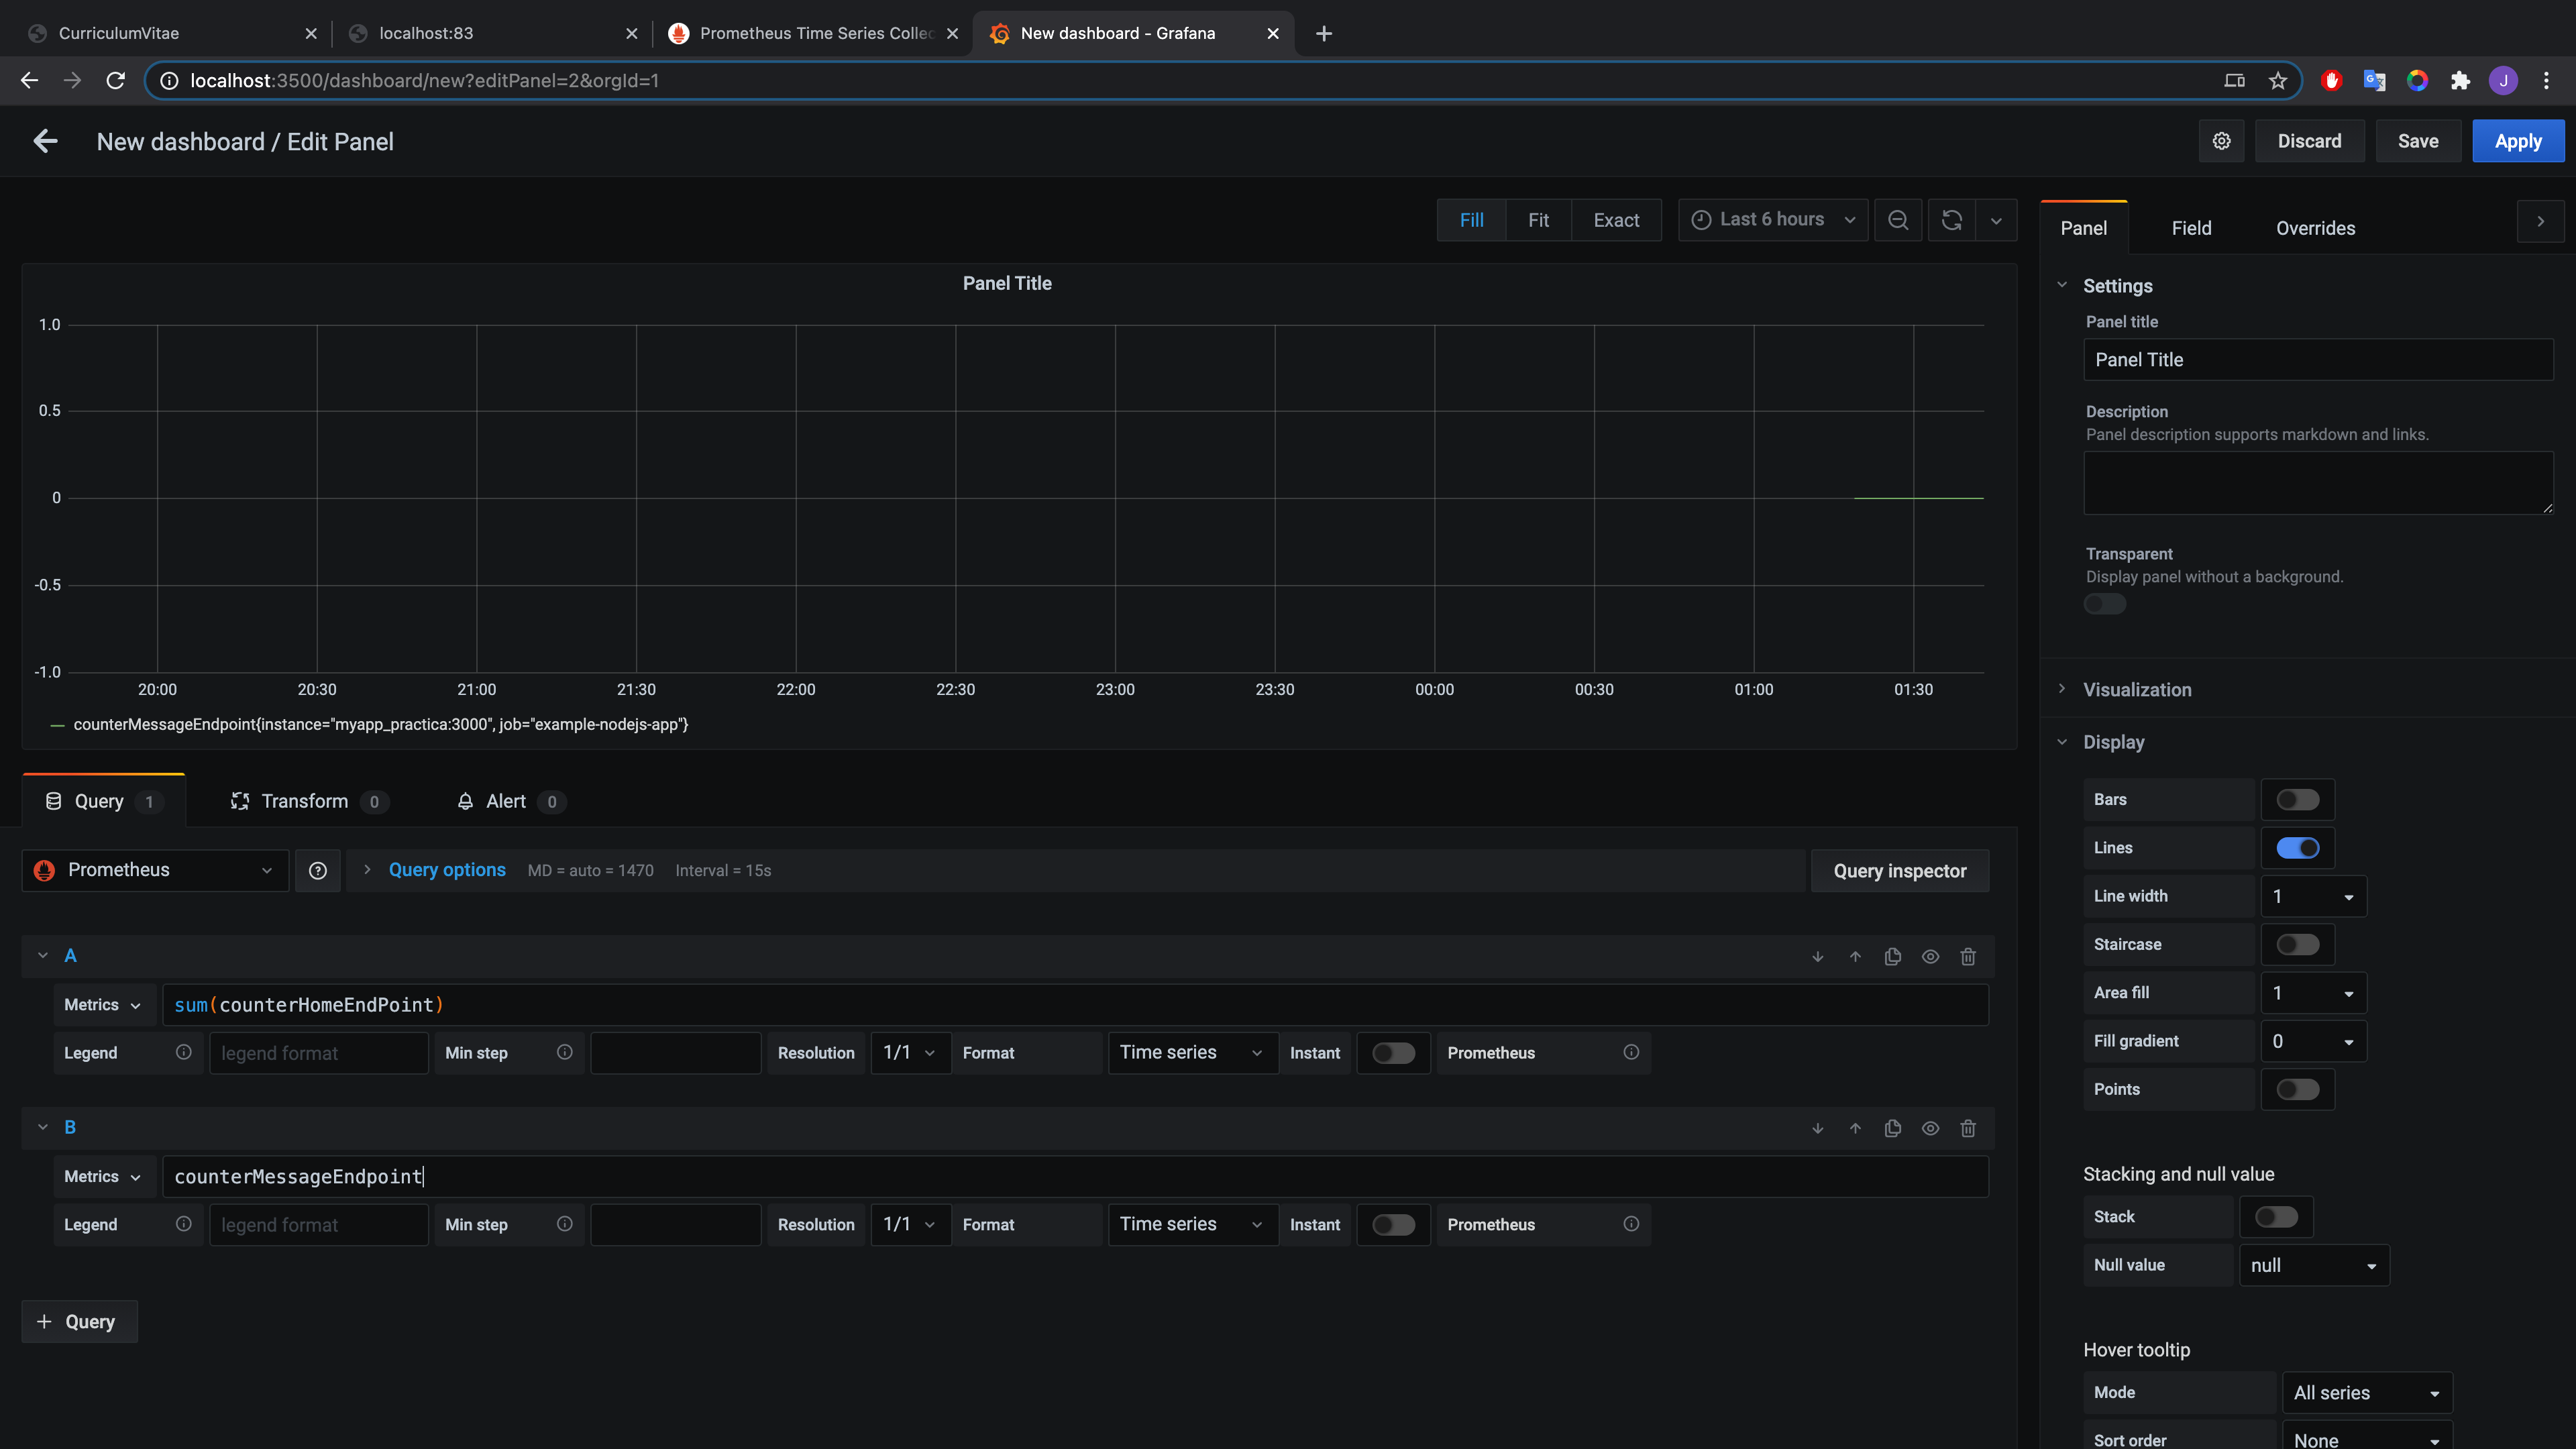 CurriculumVitae
localhost:83
Prometheus Time Series Collec
New dashboard - Grafana
localhost:3500/dashboard/new?editPanel=2&orgId=1
J
New dashboard / Edit Panel
Discard
Save
Apply
Fill
Fit
Exact
Last 6 hours
Panel
Field
Overrides
Panel Title
1.0
0.5
0
-0.5
-1.0
20:00 20:30 21:00 21:30 22:00 22:30 23:00 23:30 00:00 00:30 01:00 01:30
counterMessageEndpoint{instance="myapp_practica:3000", job="example-nodejs-app"}
Query 1
Transform 0
Alert 0
Prometheus
Query options
MD = auto = 1470
Interval = 15s
Query inspector
A
Metrics
sum(counterHomeEndPoint)
Legend
legend format
Min step
Resolution
1/1
Format
Time series
Instant
Prometheus
B
Metrics
counterMessageEndpoint
Legend
legend format
Min step
Resolution
1/1
Format
Time series
Instant
Prometheus
+ Query
Settings
Panel title
Panel Title
Description
Panel description supports markdown and links.
Transparent
Display panel without a background.
Visualization
Display
Bars
Lines
Line width
1
Staircase
Area fill
1
Fill gradient
0
Points
Stacking and null value
Stack
Null value
null
Hover tooltip
Mode
All series
Sort order
None